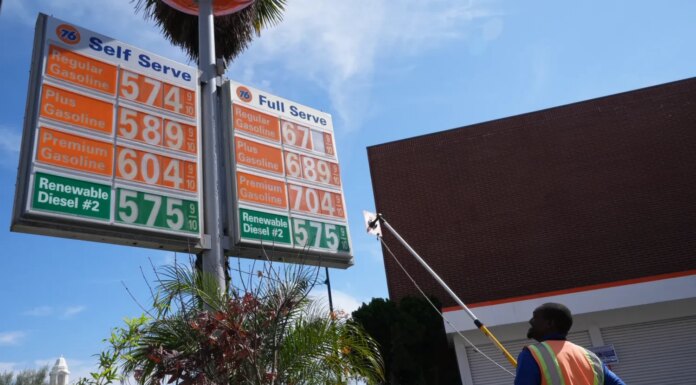 76 Self Serve
Regular
Gasoline 574 9/10
Plus
Gasoline 589 9/10
Premium
Gasoline 604 9/10
Renewable
Diesel #2 575 9/10
76 Full Serve
Regular
Gasoline 671 9/10
Plus
Gasoline 689 9/10
Premium
Gasoline 704 9/10
Renewable
Diesel #2 575 9/10